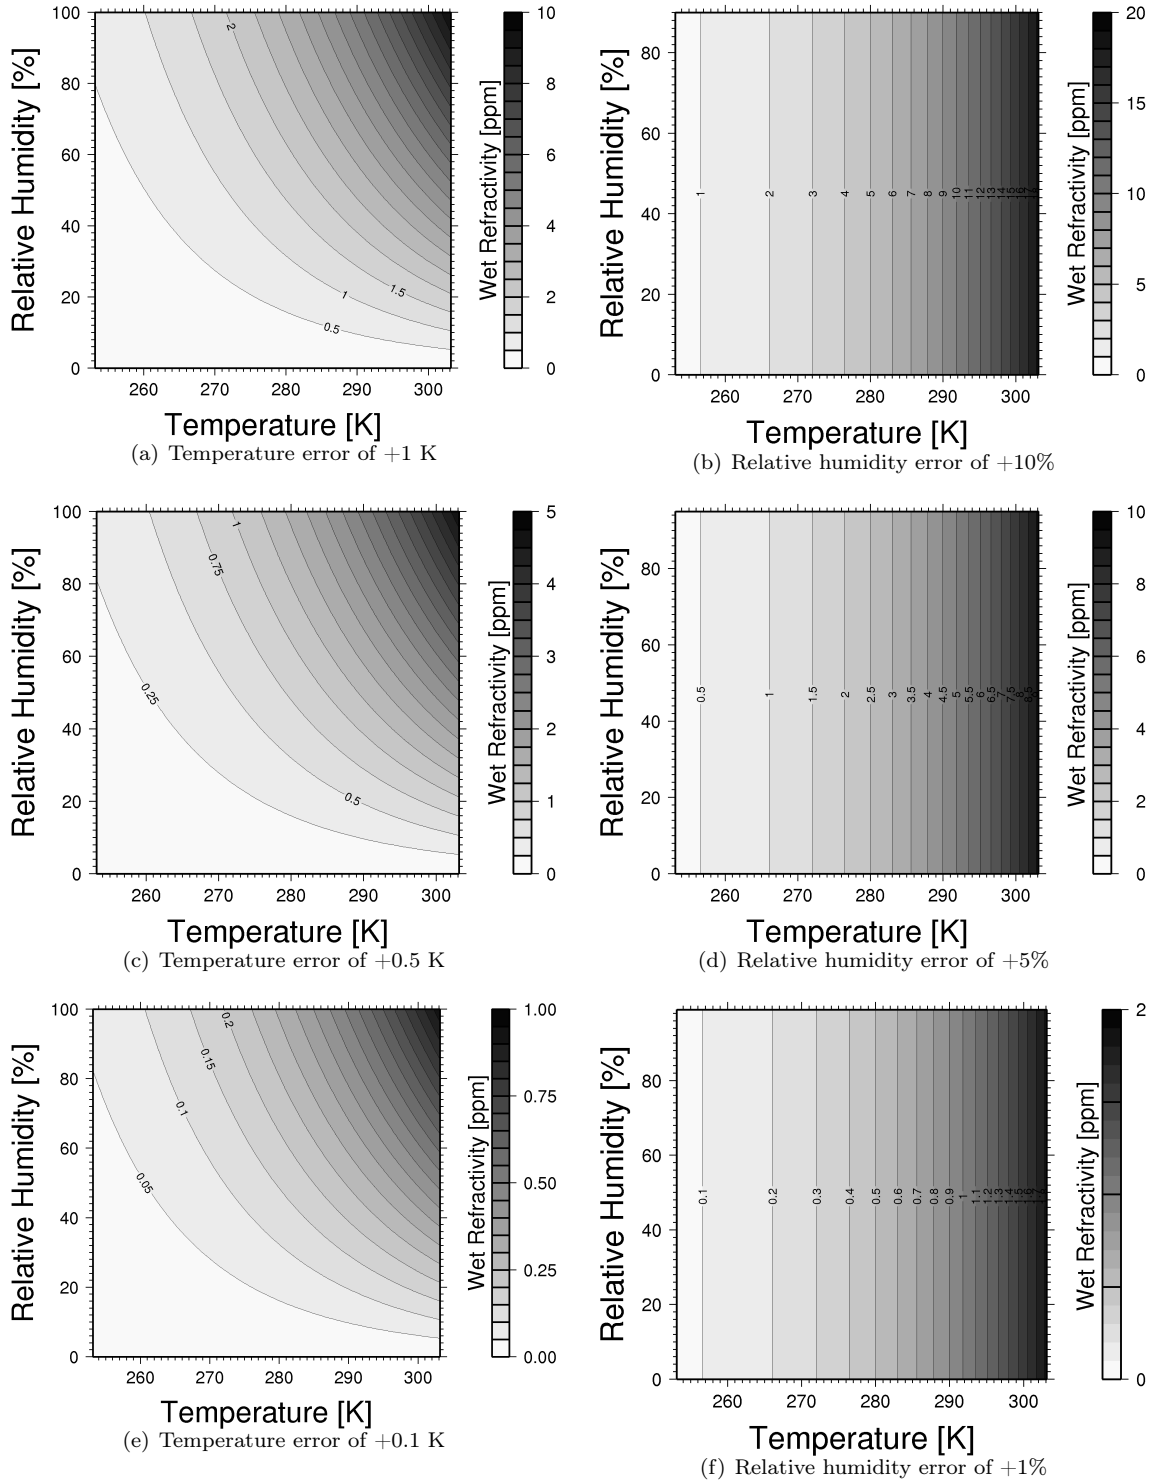 100
80
60
40
20
0
Relative Humidity [%]
2
1.5
1
0.5
260 270 280 290 300
Temperature [K]
10
8
6
4
2
0
Wet Refractivity [ppm]
(a) Temperature error of +1 K
80
60
40
20
0
Relative Humidity [%]
1 2 3 4 5 6 7 8 9 10 11 12 13 14 15 16
260 270 280 290 300
Temperature [K]
20
15
10
5
0
Wet Refractivity [ppm]
(b) Relative humidity error of +10%
100
80
60
40
20
0
Relative Humidity [%]
1
0.75
0.25
0.5
260 270 280 290 300
Temperature [K]
5
4
3
2
1
0
Wet Refractivity [ppm]
(c) Temperature error of +0.5 K
80
60
40
20
0
Relative Humidity [%]
0.5 1 1.5 2 2.5 3 3.5 4 4.5 5 5.5 6 6.5 7 7.5 8 8.5
260 270 280 290 300
Temperature [K]
10
8
6
4
2
0
Wet Refractivity [ppm]
(d) Relative humidity error of +5%
100
80
60
40
20
0
Relative Humidity [%]
0.2
0.15
0.1
0.05
260 270 280 290 300
Temperature [K]
1.00
0.75
0.50
0.25
0.00
Wet Refractivity [ppm]
(e) Temperature error of +0.1 K
80
60
40
20
0
Relative Humidity [%]
0.1 0.2 0.3 0.4 0.5 0.6 0.7 0.8 0.9 1 1.1 1.2 1.3 1.4 1.5 1.6
260 270 280 290 300
Temperature [K]
2
0
Wet Refractivity [ppm]
(f) Relative humidity error of +1%